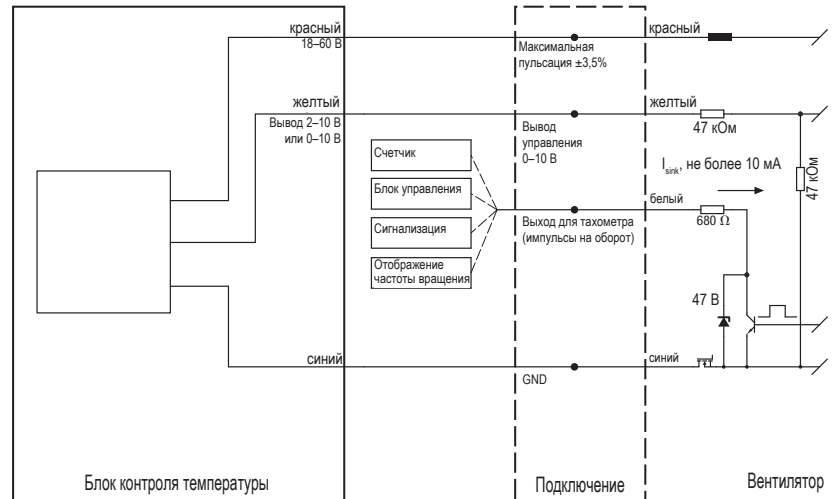 красный
18–60 В
Максимальная
пульсация ±3,5%
красный
желтый
Вывод 2–10 В
или 0–10 В
Вывод
управления
0–10 В
желтый
47 кОм
47 кОм
Счетчик
Блок управления
Сигнализация
Отображение
частоты вращения
I sink, не более 10 мА
белый
680 Ω
Выход для тахометра
(импульсы на оборот)
47 В
синий
GND
синий
Блок контроля температуры
Подключение
Вентилятор